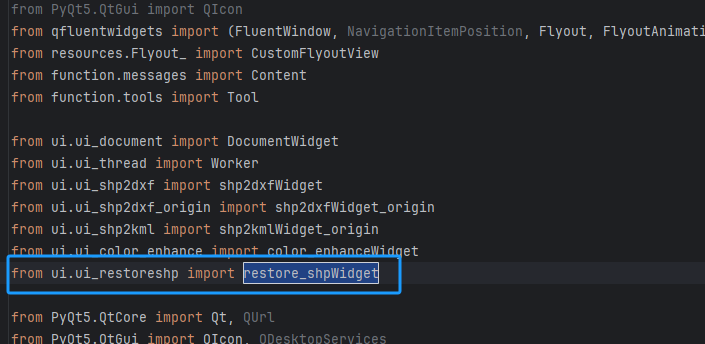 from PyQt5.QtGui import QIcon
from qfluentwidgets import (FluentWindow, NavigationItemPosition, Flyout, FlyoutAnimati
from resources.Flyout_ import CustomFlyoutView
from function.messages import Content
from function.tools import Tool
from ui.ui_document import DocumentWidget
from ui.ui_thread import Worker
from ui.ui_shp2dxf import shp2dxfWidget
from ui.ui_shp2dxf_origin import shp2dxfWidget_origin
from ui.ui_shp2kml import shp2kmlWidget_origin
from ui.ui_color_enhance import color_enhanceWidget
from ui.ui_restoreshp import restore_shpWidget
from PyQt5.QtCore import Qt, QUrl
from PyQt5.QtGui import QIcon, QDesktopServices